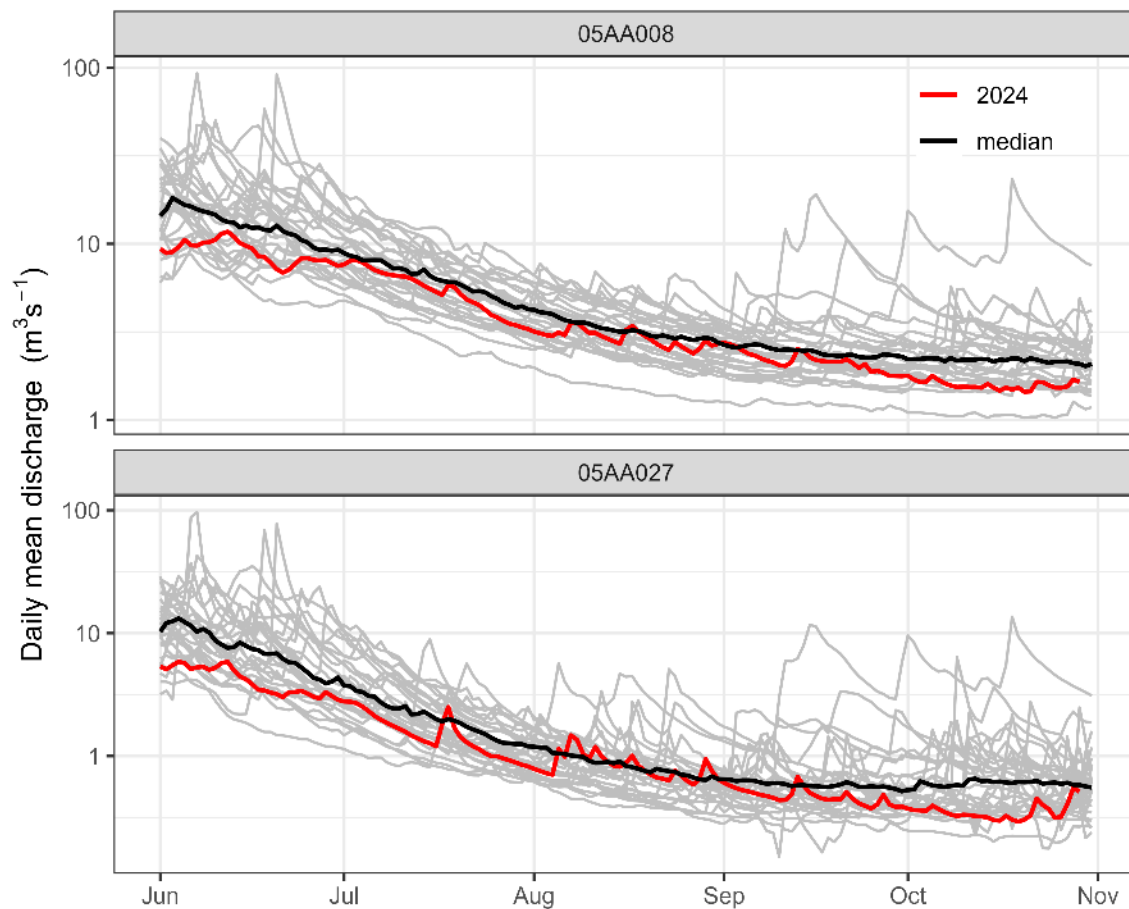 05AA008
100
10
1
2024
median
05AA027
100
10
1
Daily mean discharge (m³s⁻¹)
Jun Jul Aug Sep Oct Nov